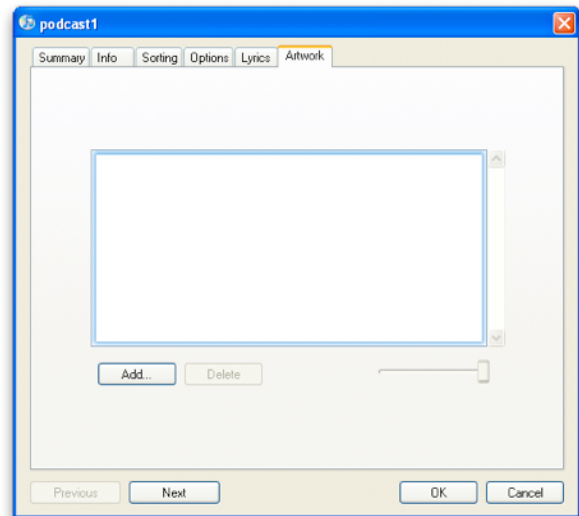 podcast1
Summary Info Sorting Options Lyrics Artwork
Add... Delete
Previous Next OK Cancel